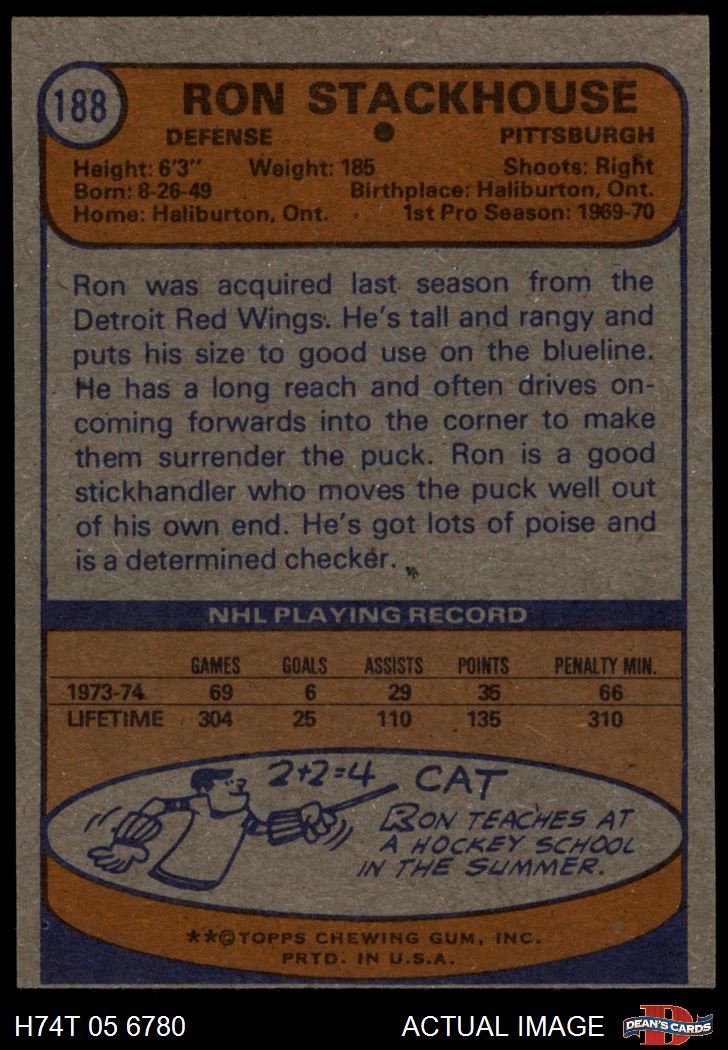 188
RON STACKHOUSE
DEFENSE ● PITTSBURGH
Height: 6'3" Weight: 185 Shoots: Right
Born: 8-26-49 Birthplace: Haliburton, Ont.
Home: Haliburton, Ont. 1st Pro Season: 1969-70
Ron was acquired last season from the
Detroit Red Wings. He's tall and rangy and
puts his size to good use on the blueline.
He has a long reach and often drives on-
coming forwards into the corner to make
them surrender the puck. Ron is a good
stickhandler who moves the puck well out
of his own end. He's got lots of poise and
is a determined checker.
NHL PLAYING RECORD
GAMES GOALS ASSISTS POINTS PENALTY MIN.
1973-74 69 6 29 35 66
LIFETIME 304 25 110 135 310
2+2=4 CAT
RON TEACHES AT
A HOCKEY SCHOOL
IN THE SUMMER.
**©TOPPS CHEWING GUM, INC.
PRTD. IN U.S.A.
H74T 05 6780 ACTUAL IMAGE D DEAN'S CARDS